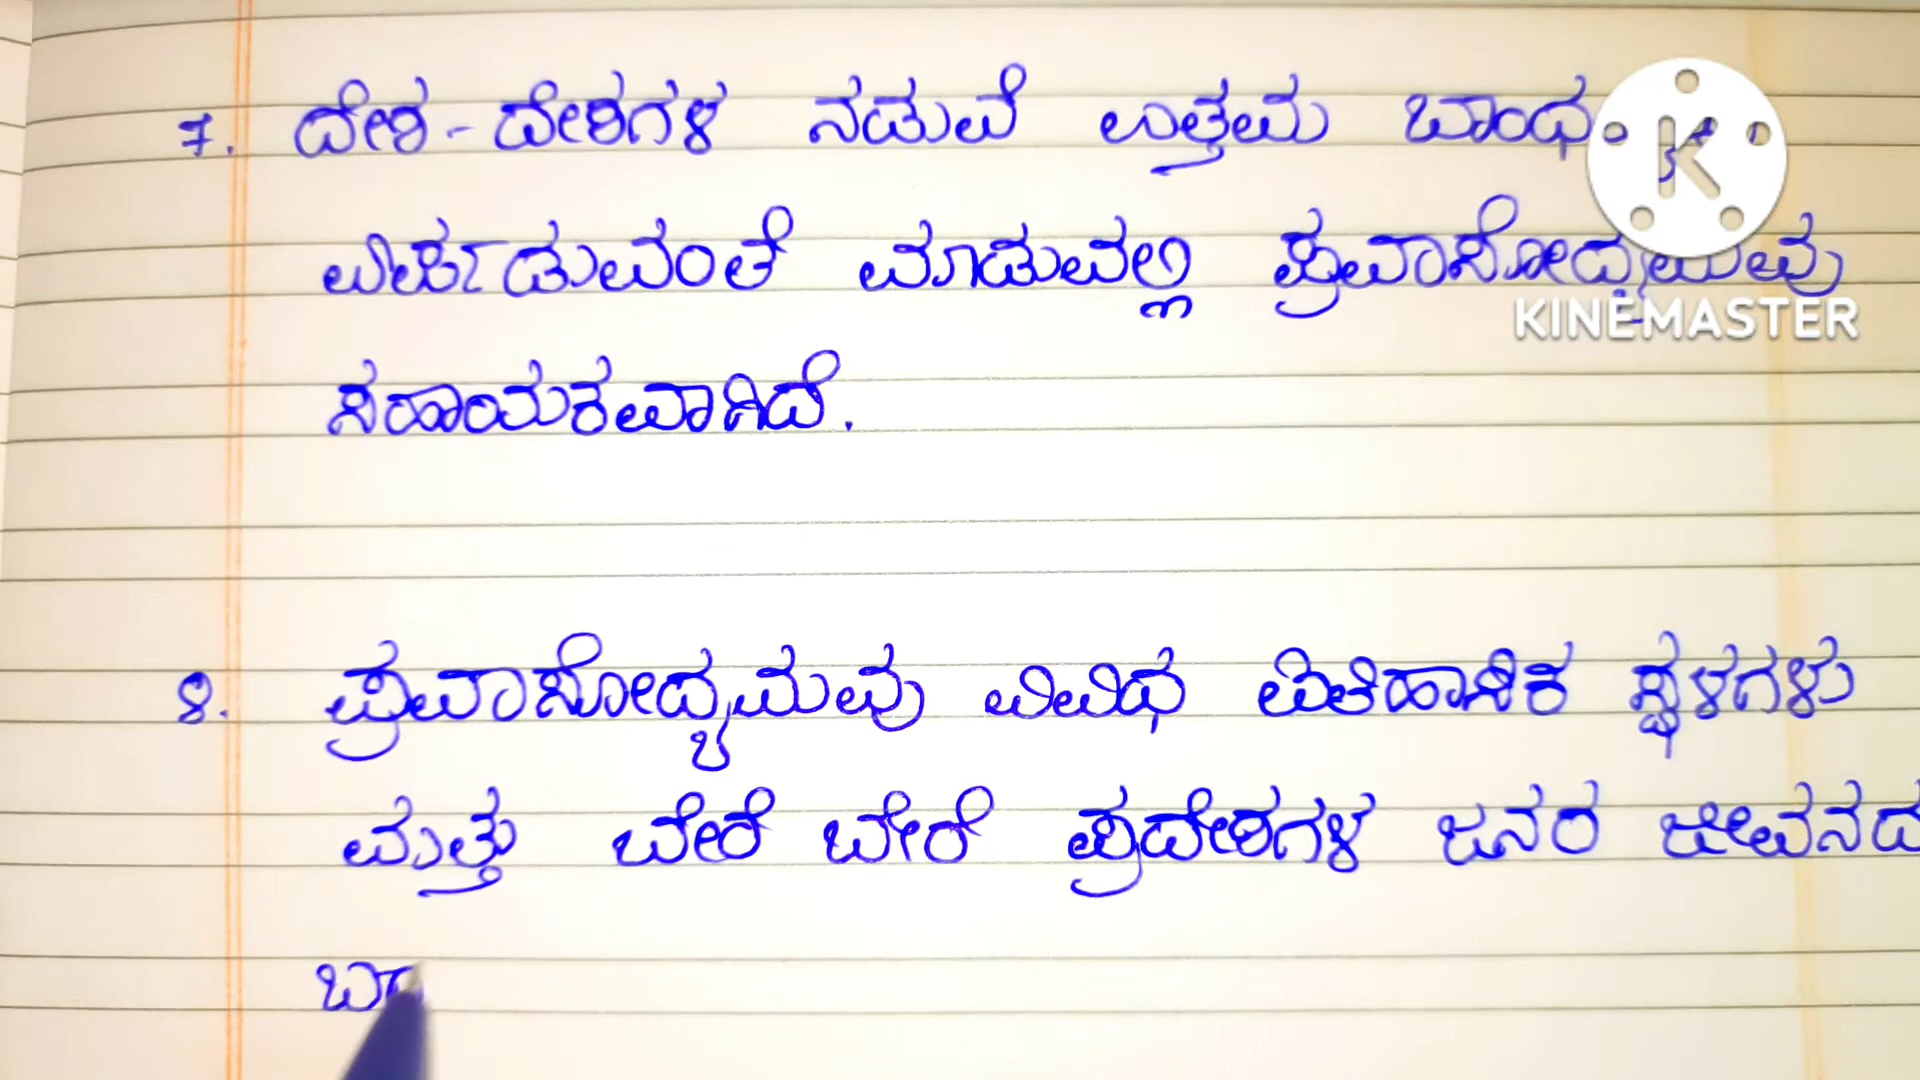 7. ದೇಶ - ದೇಶಗಳ ನಡುವೆ ಉತ್ತಮ
ಏರ್ಪಡುವಂತೆ ಮಾಡುವಲ್ಲಿ ಪ್ರವಾಸೋದ್ಯಮವು
KINEMASTER
ಸಹಾಯಕವಾಗಿದೆ.
8. ಪ್ರವಾಸೋದ್ಯಮವು ವಿವಿಧ ಐತಿಹಾಸಿಕ ಸ್ಥಳಗಳು
ಮತ್ತು ಬೇರೆ ಬೇರೆ ಪ್ರದೇಶಗಳ ಜನರ ಜೀವನದ